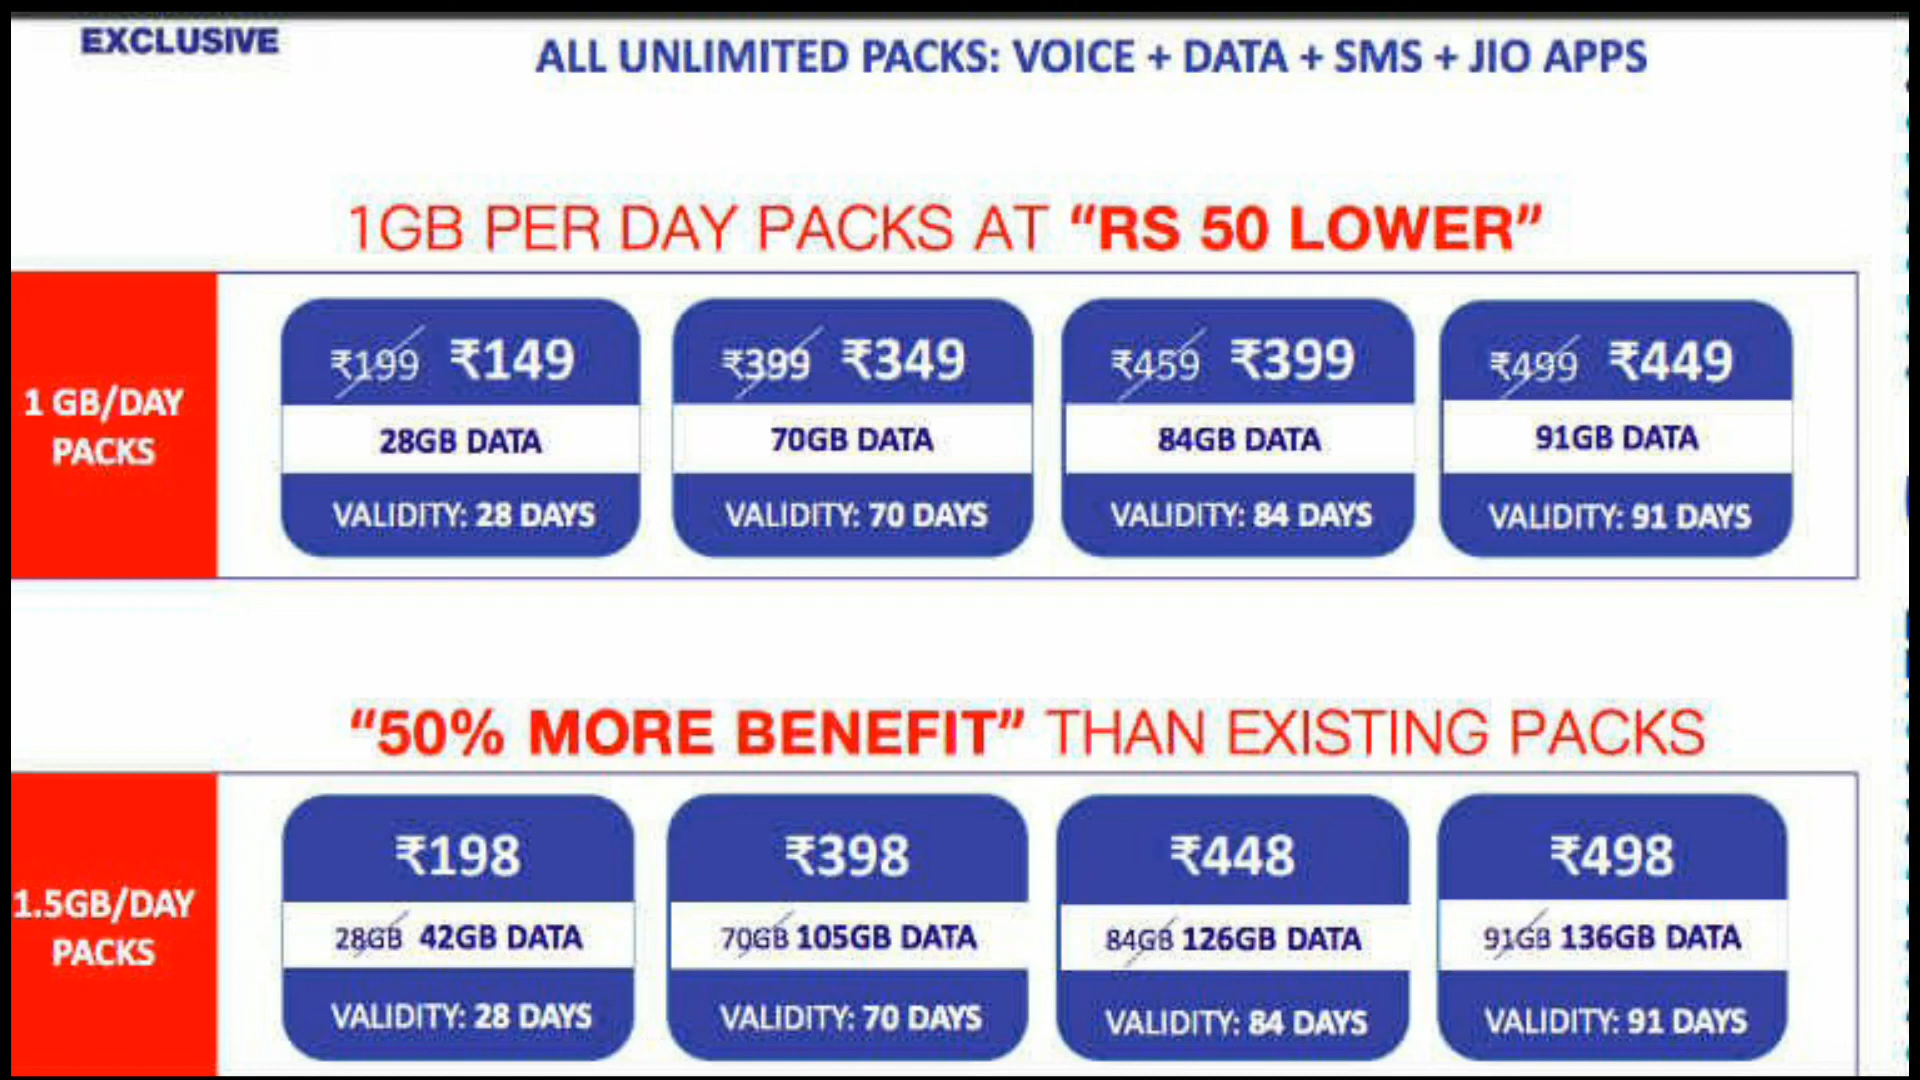 EXCLUSIVE
ALL UNLIMITED PACKS: VOICE + DATA + SMS + JIO APPS
1GB PER DAY PACKS AT “RS 50 LOWER”
1 GB/DAY
PACKS
₹199 ₹149
28GB DATA
VALIDITY: 28 DAYS
₹399 ₹349
70GB DATA
VALIDITY: 70 DAYS
₹459 ₹399
84GB DATA
VALIDITY: 84 DAYS
₹499 ₹449
91GB DATA
VALIDITY: 91 DAYS
“50% MORE BENEFIT” THAN EXISTING PACKS
1.5GB/DAY
PACKS
₹198
28GB 42GB DATA
VALIDITY: 28 DAYS
₹398
70GB 105GB DATA
VALIDITY: 70 DAYS
₹448
84GB 126GB DATA
VALIDITY: 84 DAYS
₹498
91GB 136GB DATA
VALIDITY: 91 DAYS